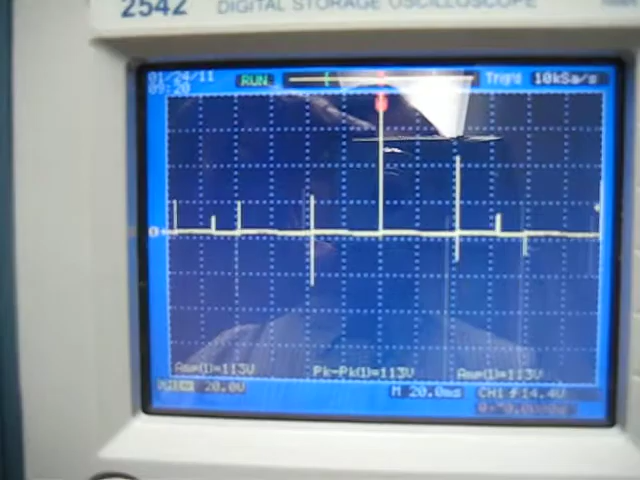 2542 DIGITAL STORAGE OSCILLOSCOPE
01/24/11 RUN Trg'd 10kSa/s
09:20
Amp(1)=113V Pk-Pk(1)=113V Amp(1)=113V
20.0V M 20.0ms CH1 14.4V